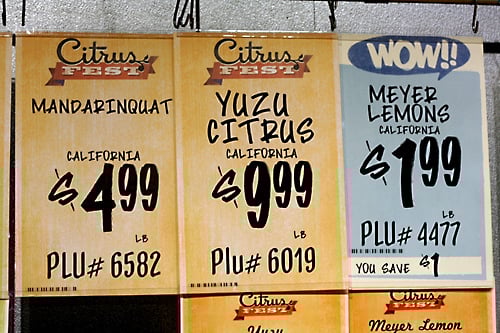 Citrus
FEST
MANDARINQUAT
CALIFORNIA
$4.99
LB
PLU# 6582
Citrus
FEST
YUZU
CITRUS
CALIFORNIA
$9.99
LB
Plu# 6019
WOW!!
MEYER
LEMONS
CALIFORNIA
$1.99
LB
PLU# 4477
YOU SAVE $1
Citrus
FEST
Yuzu
Citrus
FEST
Meyer Lemon